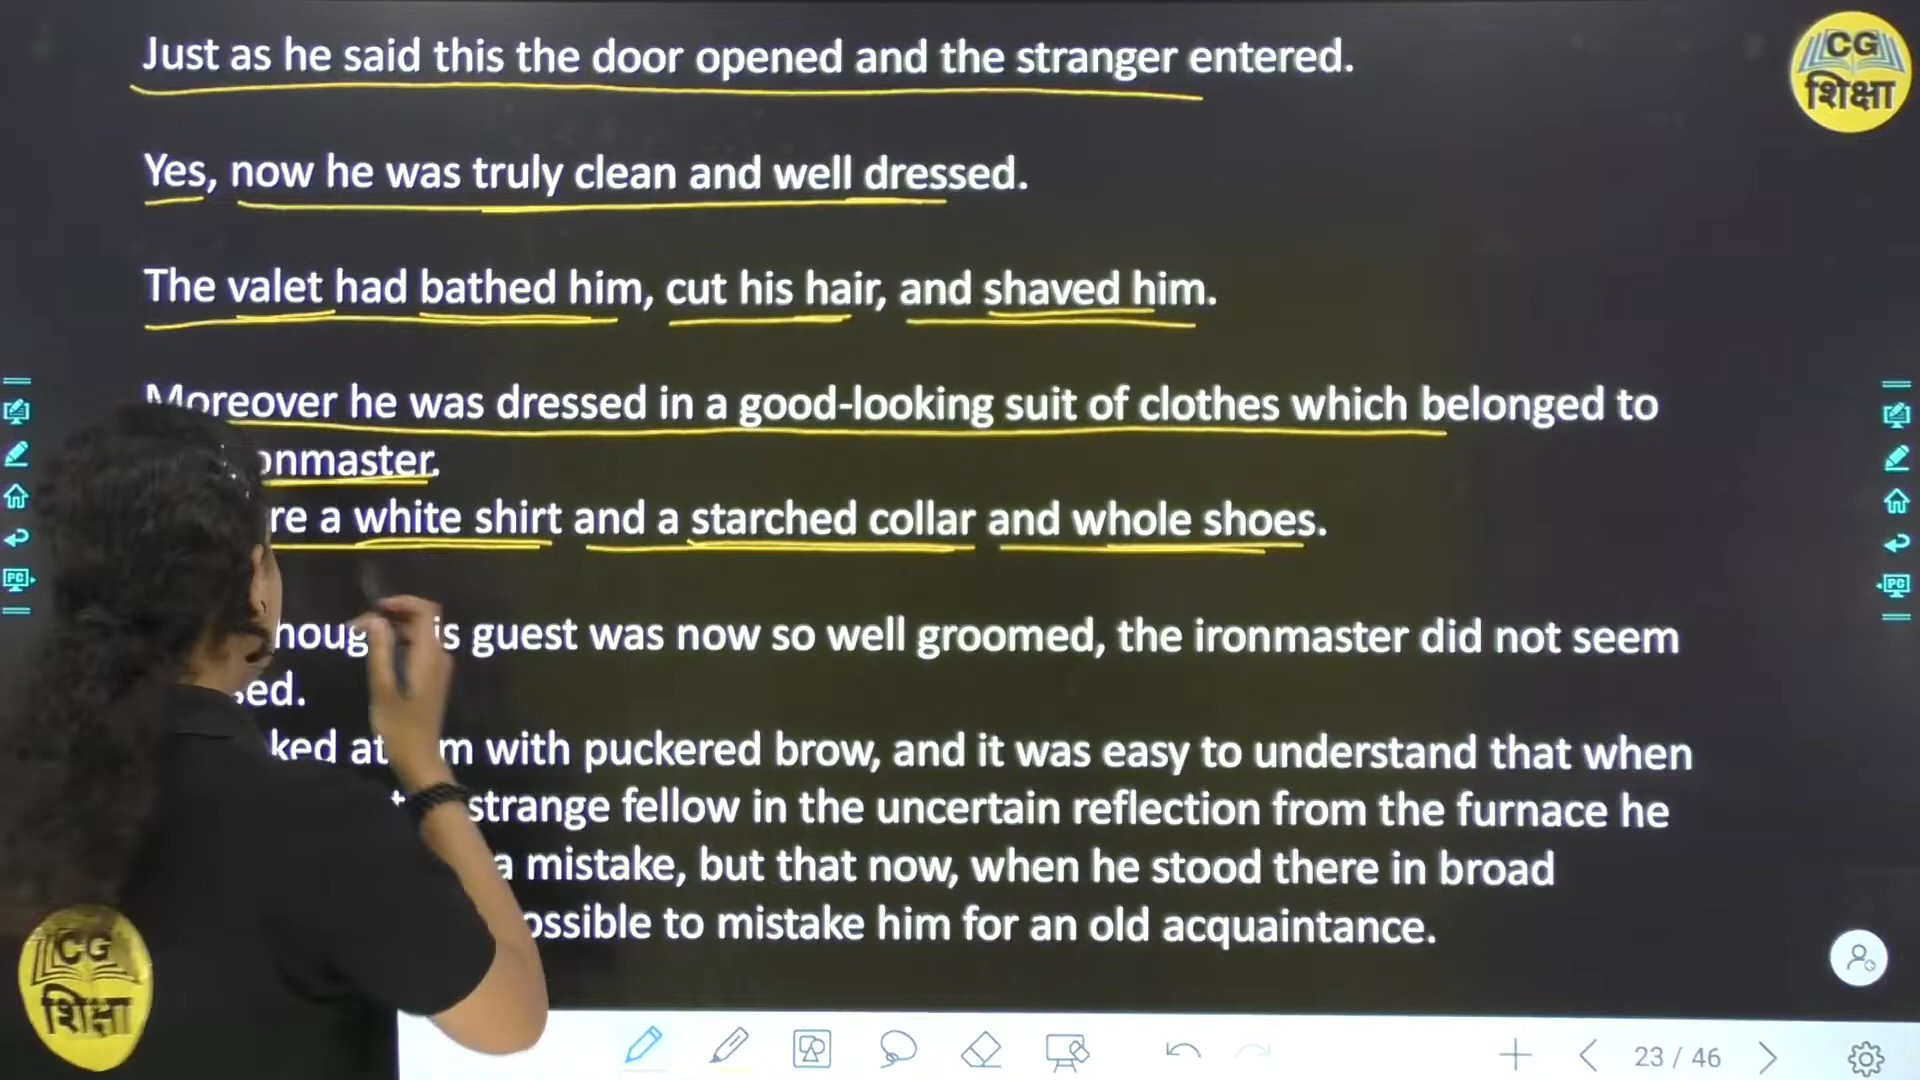 Just as he said this the door opened and the stranger entered.
CG
शिक्षा
Yes, now he was truly clean and well dressed.
The valet had bathed him, cut his hair, and shaved him.
Moreover he was dressed in a good-looking suit of clothes which belonged to
onmaster.
re a white shirt and a starched collar and whole shoes.
is guest was now so well groomed, the ironmaster did not seem
at with puckered brow, and it was easy to understand that when
strange fellow in the uncertain reflection from the furnace he
a mistake, but that now, when he stood there in broad
ossible to mistake him for an old acquaintance.
PC
PC
CG
शिक्षा
23 / 46